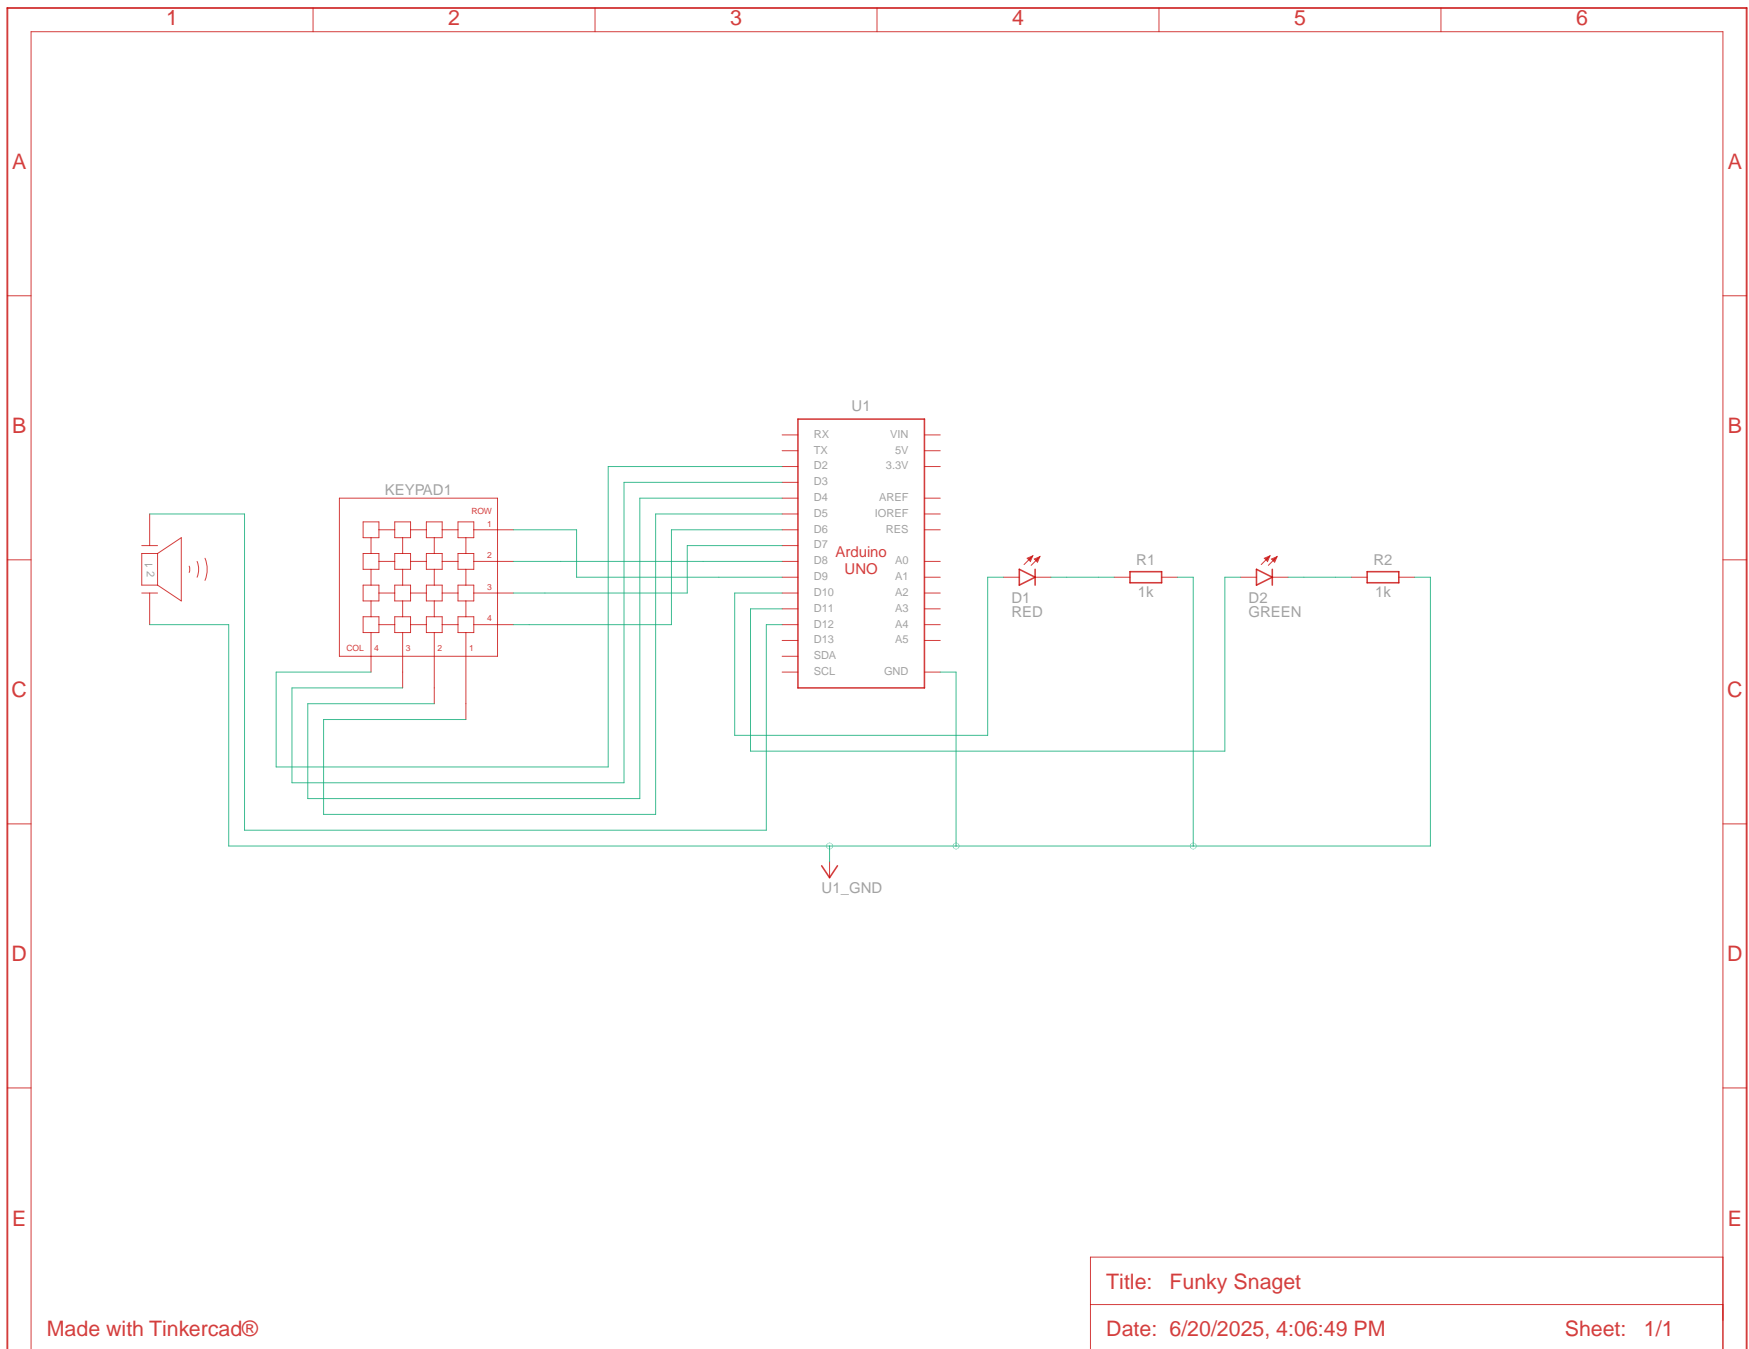 1 2 3 4 5 6
A A
U1
B B
RX VIN
TX 5V
D2 3.3V
D3
KEYPAD1
D4 AREF
ROW
D5 IOREF
1
D6 RES
D7
Arduino
2
D8 A0
R1 R2
UNO
1 2
D9 A1
3
D10 A2
1k 1k
D1 D2
D11 A3
RED GREEN
4
D12 A4
D13 A5
COL 4 3 2 1
SDA
SCL GND
C C
U1_GND
D D
E E
Title: Funky Snaget
Made with Tinkercad®
Date: 6/20/2025, 4:06:49 PM Sheet: 1/1